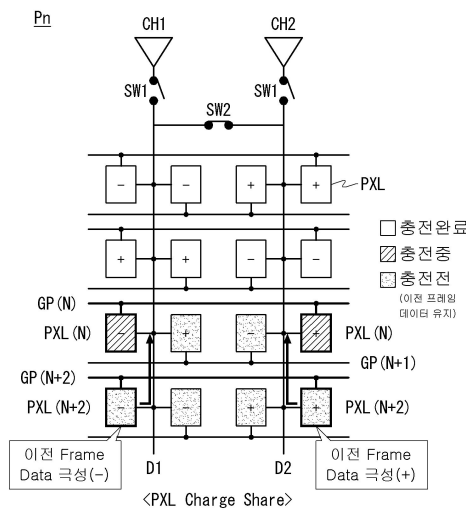 Pn
CH1 CH2
SW1 SW1
SW2
- - + +
PXL
+ + - -
충전완료
충전중
충전전
(이전 프레임
데이터 유지)
GP(N)
PXL(N) - + - + PXL(N)
GP(N+1)
GP(N+2)
PXL(N+2) - - + + PXL(N+2)
이전 Frame
Data 극성(-)
D1 D2
이전 Frame
Data 극성(+)
<PXL Charge Share>